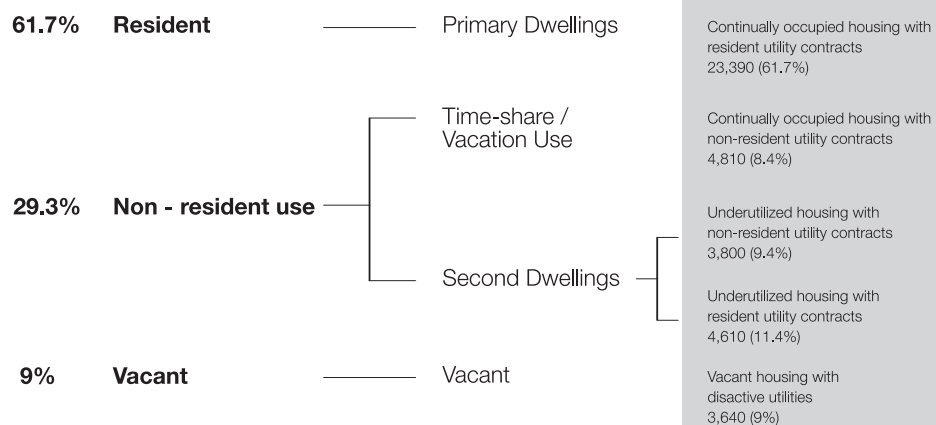 61.7% Resident Primary Dwellings
Continually occupied housing with
resident utility contracts
23,390 (61.7%)
Time-share /
Vacation Use
Continually occupied housing with
non-resident utility contracts
4,810 (8.4%)
29.3% Non - resident use
Underutilized housing with
non-resident utility contracts
3,800 (9.4%)
Second Dwellings
Underutilized housing with
resident utility contracts
4,610 (11.4%)
9% Vacant Vacant
Vacant housing with
disactive utilities
3,640 (9%)